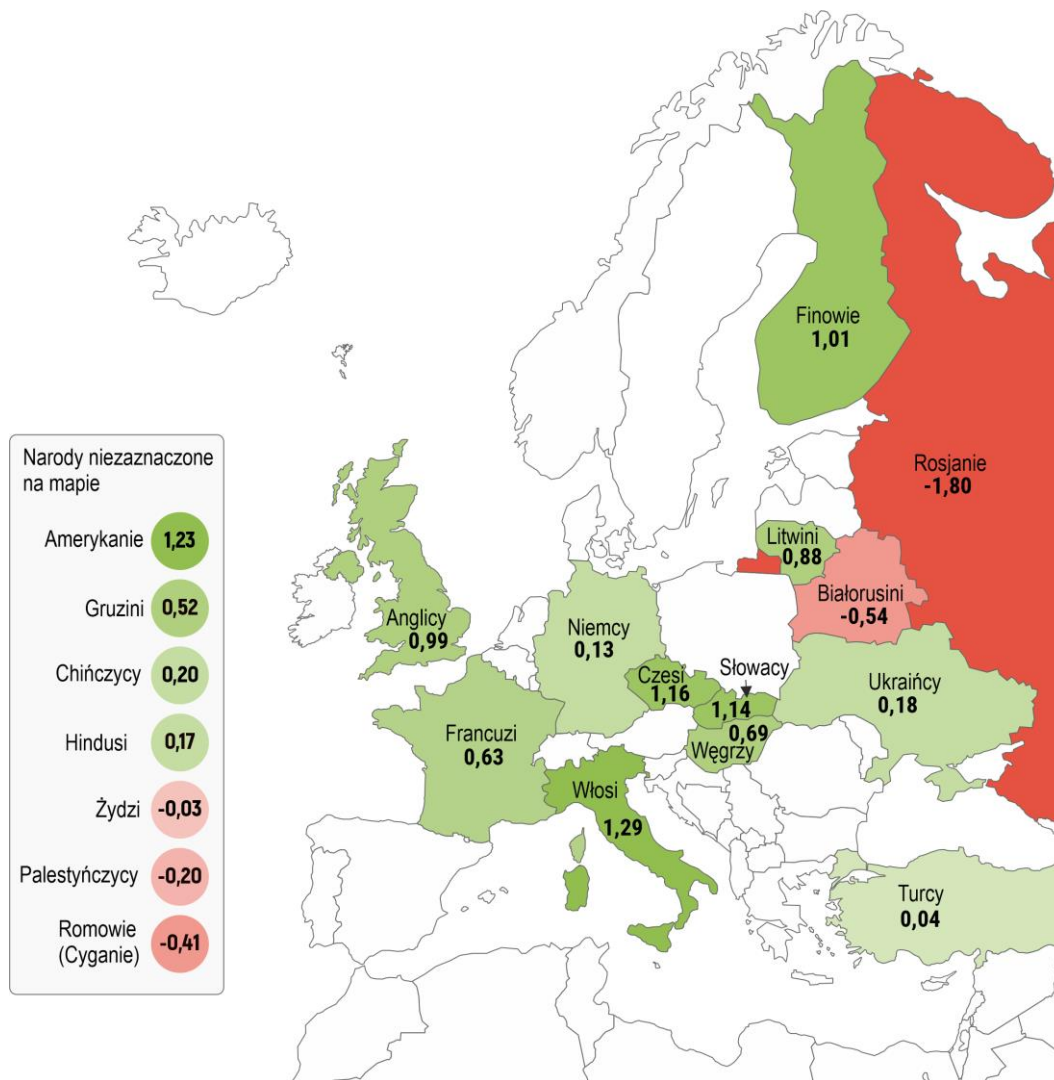 Finowie
1,01
Rosjanie
-1,80
Narody niezaznaczone
na mapie
Amerykanie 1,23
Gruzini 0,52
Chińczycy 0,20
Hindusi 0,17
Żydzi -0,03
Palestyńczycy -0,20
Romowie
(Cyganie) -0,41
Litwini
0,88
Białorusini
-0,54
Anglicy
0,99
Niemcy
0,13
Czesi
1,16
Słowacy
1,14
Ukraińcy
0,18
Francuzi
0,63
0,69
Węgrzy
Włosi
1,29
Turcy
0,04